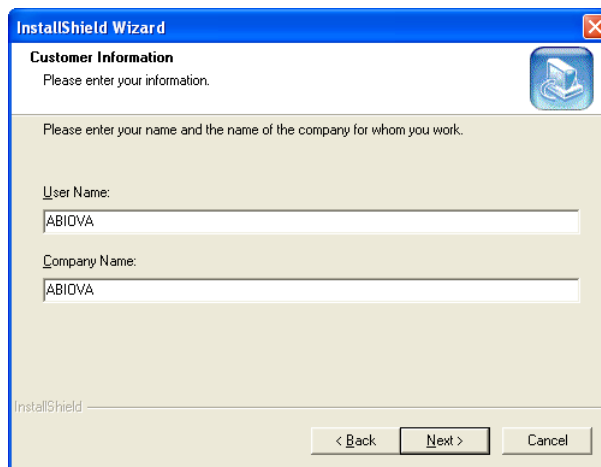 InstallShield Wizard
Customer Information
Please enter your information.
Please enter your name and the name of the company for whom you work.
User Name:
ABIOVA
Company Name:
ABIOVA
InstallShield
< Back
Next >
Cancel